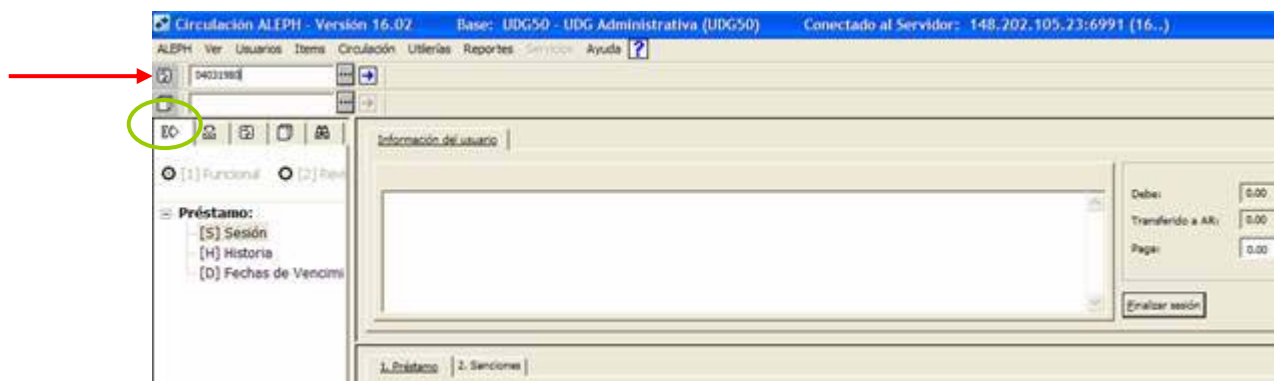 Circulación ALEPH - Versión 16.02 Base: UDG50 - UDG Administrativa (UDG50) Conectado al Servidor: 148.202.105.23:6991 (16..)
ALEPH Ver Usuarios Items Circulación Utilerías Reportes Servicios Ayuda ?
[1] Funcional [2]
Información del usuario
Préstamo:
[S] Sesión
[H] Historia
[D] Fechas de Vencimi
Debe: 0.00
Transferido a AR: 0.00
Pagar 0.00
Finalizar sesión
1. Préstamo 2. Sanciones